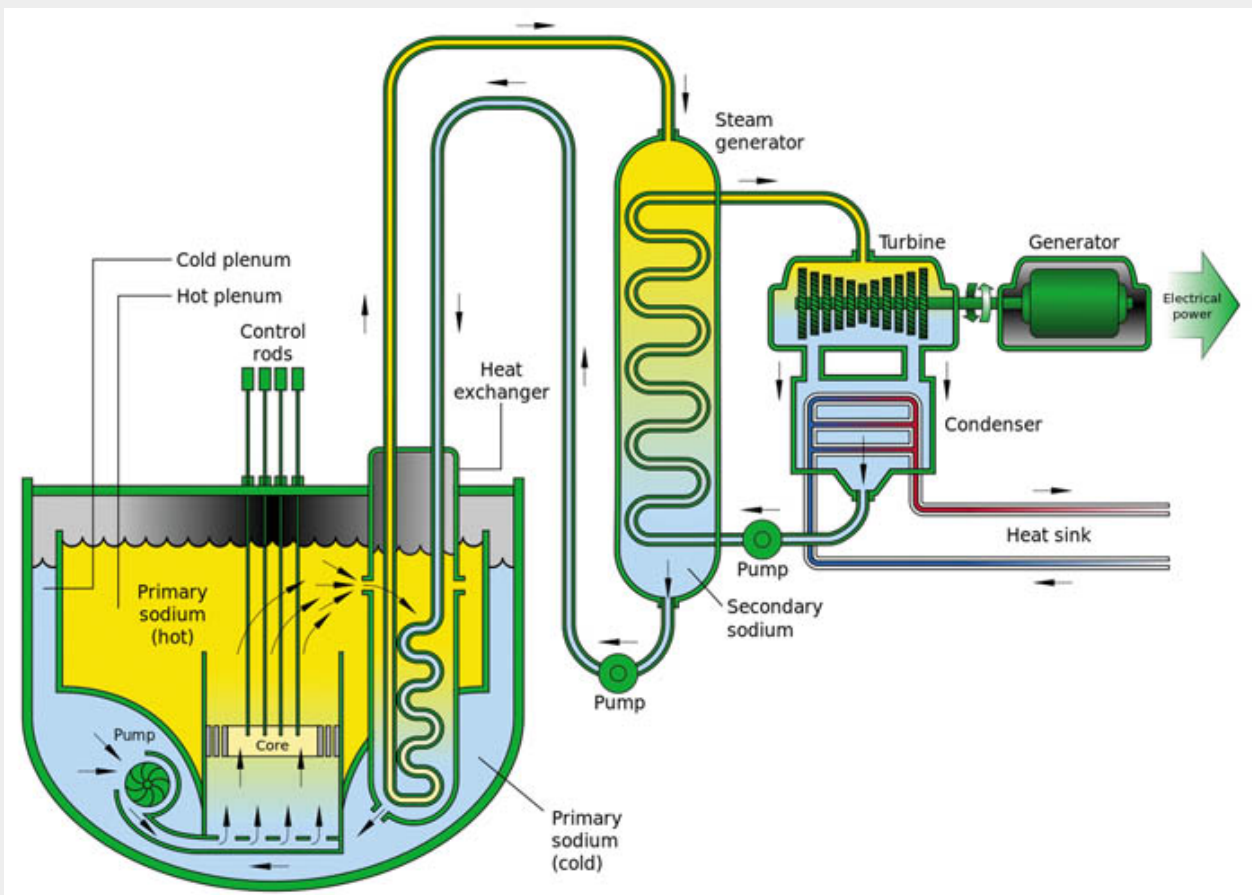 Steam
generator
Turbine
Generator
Cold plenum
Hot plenum
Electrical
power
Control
rods
Heat
exchanger
Condenser
Heat sink
Pump
Primary
sodium
(hot)
Secondary
sodium
Pump
Pump
Core
Primary
sodium
(cold)